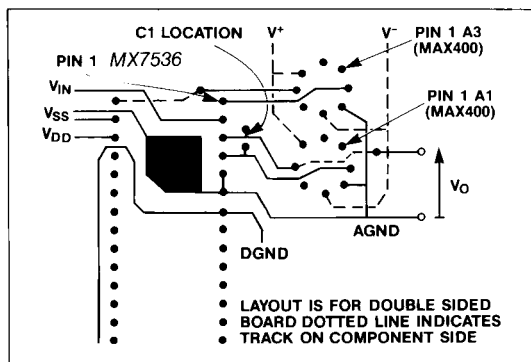 C1 LOCATION
V+
V-
PIN 1 A3
(MAX400)
PIN 1 MX7536
VIN
VSS
VDD
PIN 1 A1
(MAX400)
VO
AGND
DGND
LAYOUT IS FOR DOUBLE SIDED
BOARD DOTTED LINE INDICATES
TRACK ON COMPONENT SIDE